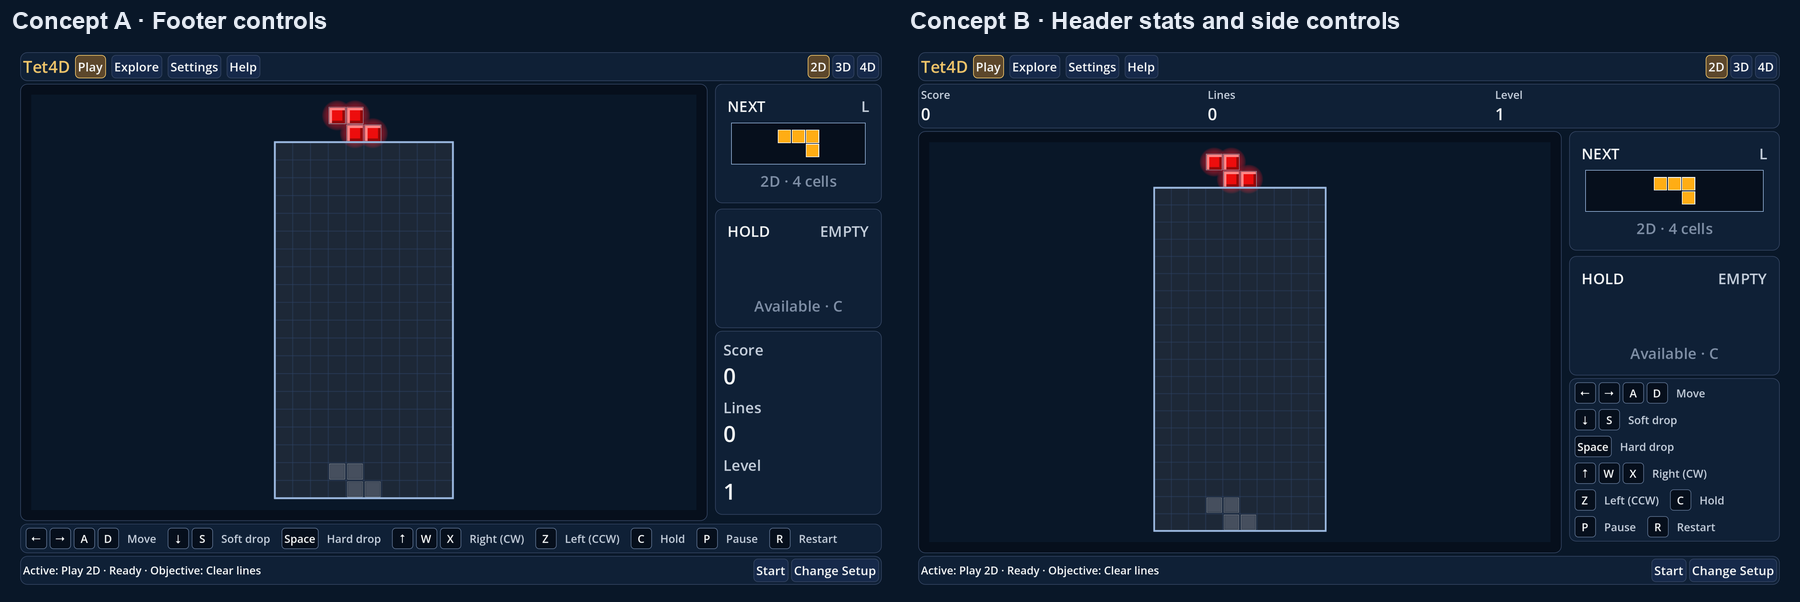 Concept A · Footer controls
Tet4D Play Explore Settings Help 2D 3D 4D
NEXT L
2D · 4 cells
HOLD EMPTY
Available · C
Score
0
Lines
0
Level
1
← → A D Move ↓ S Soft drop Space Hard drop ↑ W X Right (CW) Z Left (CCW) C Hold P Pause R Restart
Active: Play 2D · Ready · Objective: Clear lines Start Change Setup
Concept B · Header stats and side controls
Tet4D Play Explore Settings Help 2D 3D 4D
Score Lines Level
0 0 1
NEXT L
2D · 4 cells
HOLD EMPTY
Available · C
← → A D Move
↓ S Soft drop
Space Hard drop
↑ W X Right (CW)
Z Left (CCW) C Hold
P Pause R Restart
Active: Play 2D · Ready · Objective: Clear lines Start Change Setup